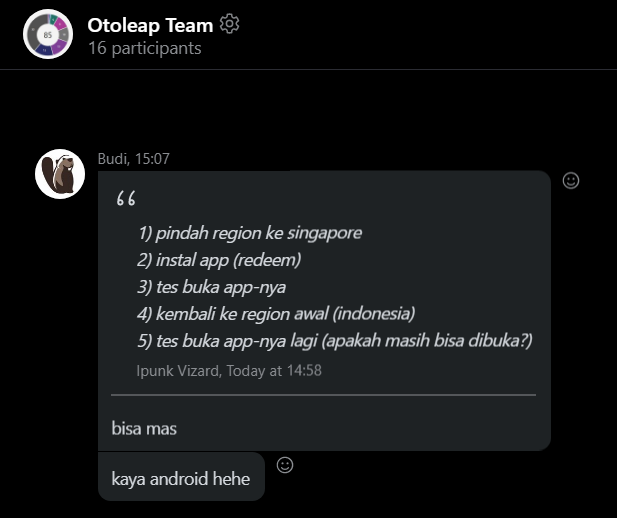 85
Otoleap Team
16 participants
Budi, 15:07
1) pindah region ke singapore
2) instal app (redeem)
3) tes buka app-nya
4) kembali ke region awal (indonesia)
5) tes buka app-nya lagi (apakah masih bisa dibuka?)
Ipunk Vizard, Today at 14:58
bisa mas
kaya android hehe